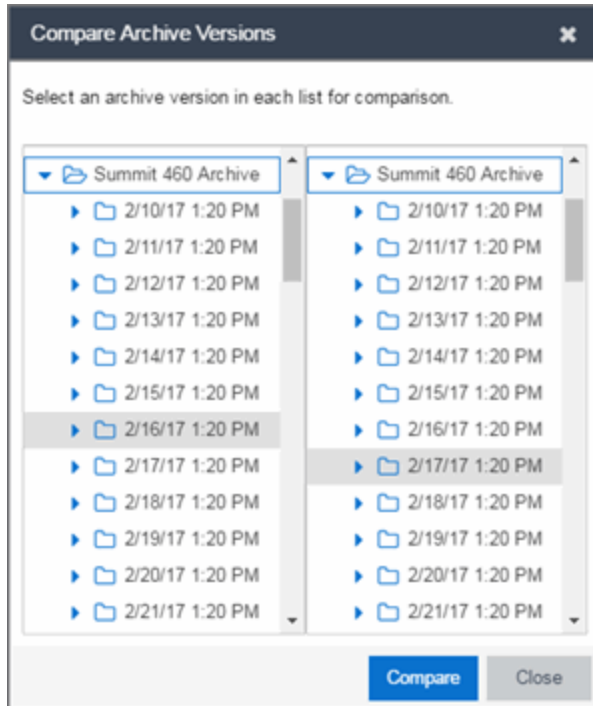 Compare Archive Versions
Select an archive version in each list for comparison.
Summit 460 Archive
2/10/17 1:20 PM
2/11/17 1:20 PM
2/12/17 1:20 PM
2/13/17 1:20 PM
2/14/17 1:20 PM
2/15/17 1:20 PM
2/16/17 1:20 PM
2/17/17 1:20 PM
2/18/17 1:20 PM
2/19/17 1:20 PM
2/20/17 1:20 PM
2/21/17 1:20 PM
Summit 460 Archive
2/10/17 1:20 PM
2/11/17 1:20 PM
2/12/17 1:20 PM
2/13/17 1:20 PM
2/14/17 1:20 PM
2/15/17 1:20 PM
2/16/17 1:20 PM
2/17/17 1:20 PM
2/18/17 1:20 PM
2/19/17 1:20 PM
2/20/17 1:20 PM
2/21/17 1:20 PM
Compare
Close